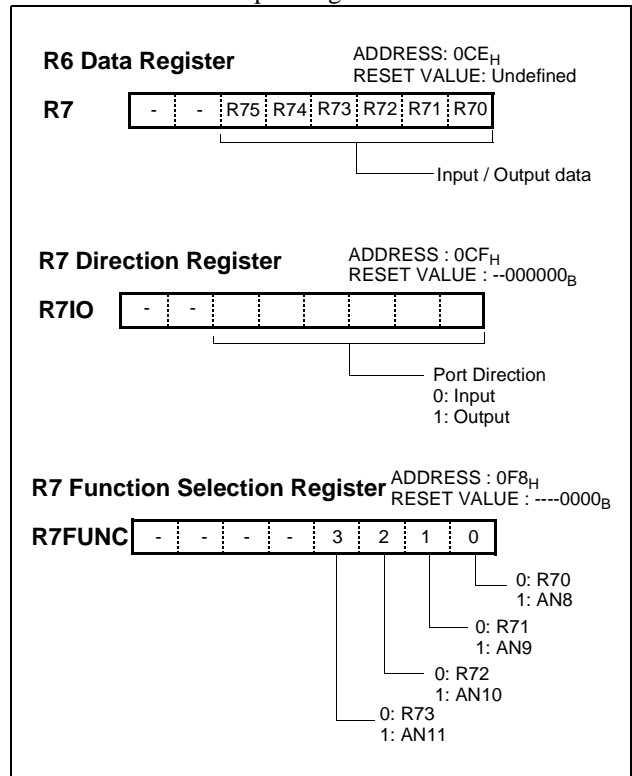 R6 Data Register
ADDRESS: 0CEH
RESET VALUE: Undefined
R7
- - R75 R74 R73 R72 R71 R70
Input / Output data
R7 Direction Register
ADDRESS : 0CFH
RESET VALUE : --000000B
R7IO
- -
Port Direction
0: Input
1: Output
R7 Function Selection Register
ADDRESS : 0F8H
RESET VALUE : ----0000B
R7FUNC
- - - - 3 2 1 0
0: R70
1: AN8
0: R71
1: AN9
0: R72
1: AN10
0: R73
1: AN11